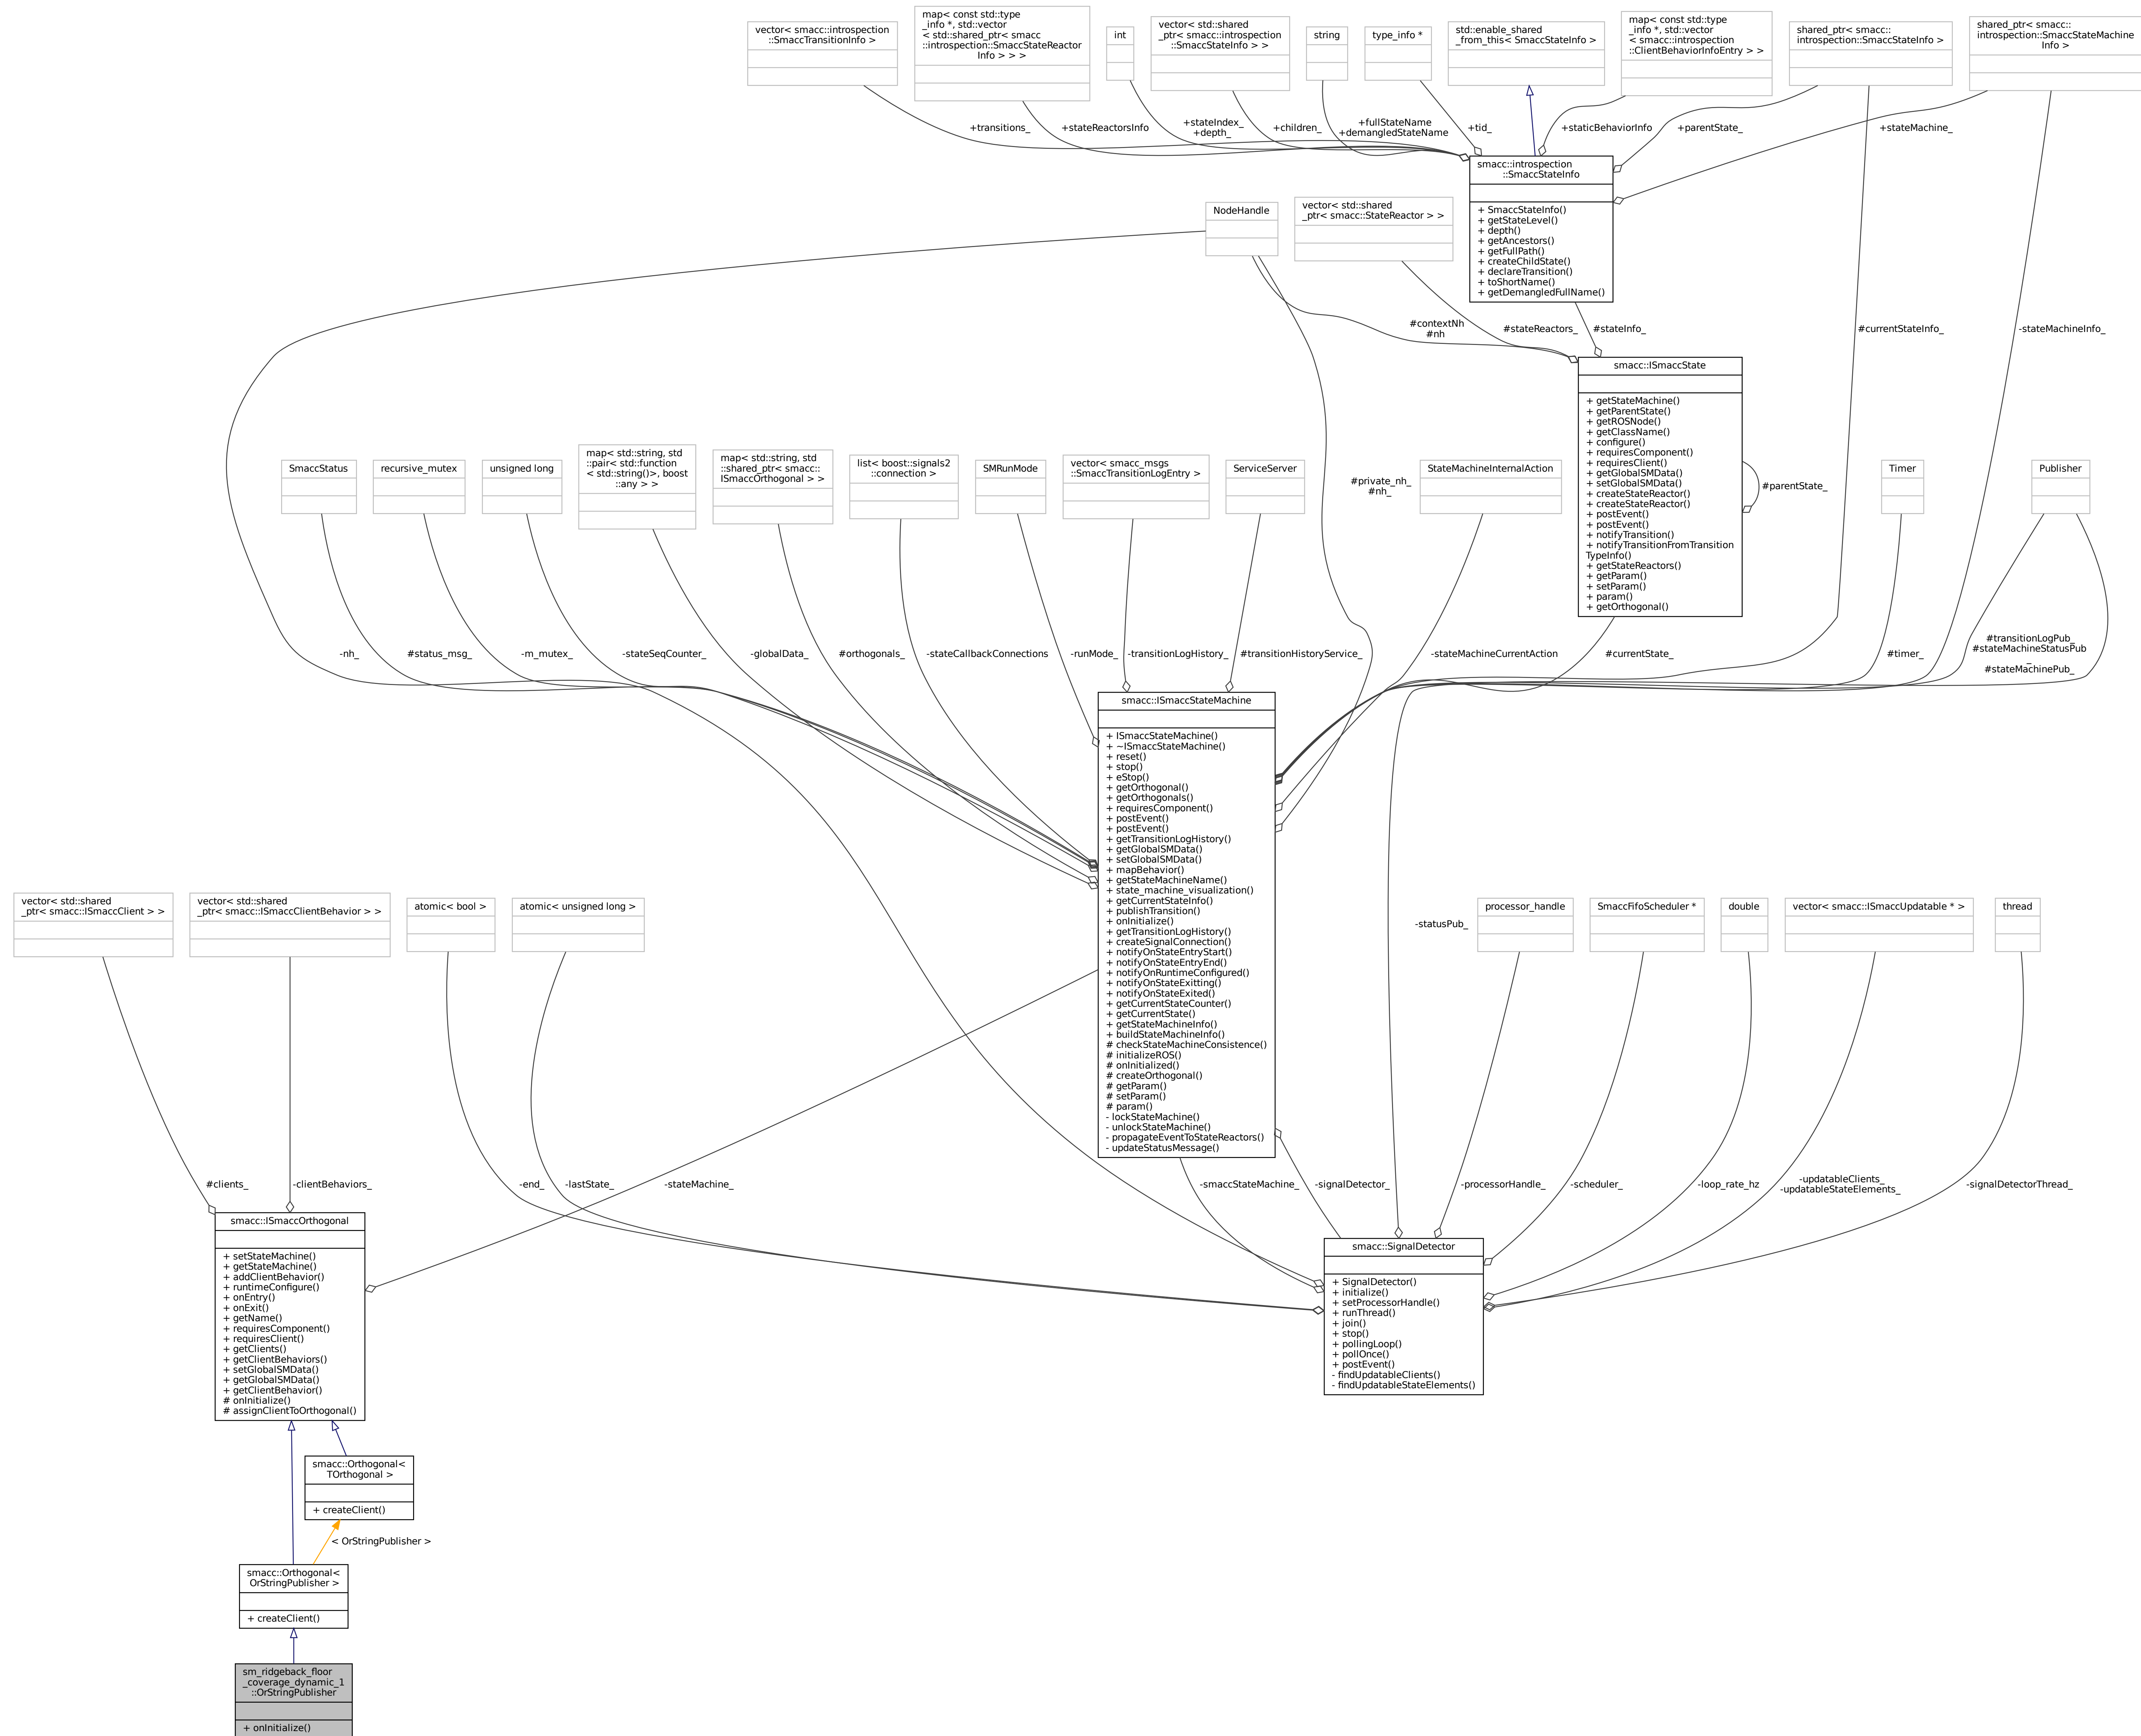 vector< smacc::introspection
::SmaccTransitionInfo >
map< const std::type
_info *, std::vector
< std::shared_ptr< smacc
::introspection::SmaccStateReactor
Info > > >
int
vector< std::shared
_ptr< smacc::introspection
::SmaccStateInfo > >
string
type_info *
std::enable_shared
_from_this< SmaccStateInfo >
map< const std::type
_info *, std::vector
< smacc::introspection
::ClientBehaviorInfoEntry > >
shared_ptr< smacc::
introspection::SmaccStateInfo >
shared_ptr< smacc::
introspection::SmaccStateMachine
Info >
+transitions_
+stateReactorsInfo
+stateIndex_
+depth_
+children_
+fullStateName
+demangledStateName
+tid_
+staticBehaviorInfo
+parentState_
+stateMachine_
smacc::introspection
::SmaccStateInfo
+ SmaccStateInfo()
+ getStateLevel()
+ depth()
+ getAncestors()
+ getFullPath()
+ createChildState()
+ declareTransition()
+ toShortName()
+ getDemangledFullName()
NodeHandle
vector< std::shared
_ptr< smacc::StateReactor > >
#contextNh
#nh
#stateReactors_
#stateInfo_
#currentStateInfo_
-stateMachineInfo_
smacc::ISmaccState
+ getStateMachine()
+ getParentState()
+ getROSNode()
+ getClassName()
+ configure()
+ requiresComponent()
+ requiresClient()
+ getGlobalSMData()
+ setGlobalSMData()
+ createStateReactor()
+ createStateReactor()
+ postEvent()
+ postEvent()
+ notifyTransition()
+ notifyTransitionFromTransition
TypeInfo()
+ getStateReactors()
+ getParam()
+ setParam()
+ param()
+ getOrthogonal()
#parentState_
SmaccStatus
recursive_mutex
unsigned long
map< std::string, std
::pair< std::function
< std::string()>, boost
::any > >
map< std::string, std
::shared_ptr< smacc::
ISmaccOrthogonal > >
list< boost::signals2
::connection >
SMRunMode
vector< smacc_msgs
::SmaccTransitionLogEntry >
ServiceServer
#private_nh_
#nh_
StateMachineInternalAction
Timer
Publisher
-nh_
#status_msg_
-m_mutex_
-stateSeqCounter_
-globalData_
#orthogonals_
-stateCallbackConnections
-runMode_
-transitionLogHistory_
#transitionHistoryService_
-stateMachineCurrentAction
#currentState_
#timer_
#transitionLogPub_
#stateMachineStatusPub
_
#stateMachinePub_
smacc::ISmaccStateMachine
+ ISmaccStateMachine()
+ ~ISmaccStateMachine()
+ reset()
+ stop()
+ eStop()
+ getOrthogonal()
+ getOrthogonals()
+ requiresComponent()
+ postEvent()
+ postEvent()
+ getTransitionLogHistory()
+ getGlobalSMData()
+ setGlobalSMData()
+ mapBehavior()
+ getStateMachineName()
+ state_machine_visualization()
+ getCurrentStateInfo()
+ publishTransition()
+ onInitialize()
+ getTransitionLogHistory()
+ createSignalConnection()
+ notifyOnStateEntryStart()
+ notifyOnStateEntryEnd()
+ notifyOnRuntimeConfigured()
+ notifyOnStateExitting()
+ notifyOnStateExited()
+ getCurrentStateCounter()
+ getCurrentState()
+ getStateMachineInfo()
+ buildStateMachineInfo()
# checkStateMachineConsistence()
# initializeROS()
# onInitialized()
# createOrthogonal()
# getParam()
# setParam()
# param()
- lockStateMachine()
- unlockStateMachine()
- propagateEventToStateReactors()
- updateStatusMessage()
vector< std::shared
_ptr< smacc::ISmaccClient > >
vector< std::shared
_ptr< smacc::ISmaccClientBehavior > >
atomic< bool >
atomic< unsigned long >
-statusPub_
processor_handle
SmaccFifoScheduler *
double
vector< smacc::ISmaccUpdatable * >
thread
#clients_
-clientBehaviors_
-end_
-lastState_
-stateMachine_
-smaccStateMachine_
-signalDetector_
-processorHandle_
-scheduler_
-loop_rate_hz
-updatableClients_
-updatableStateElements_
-signalDetectorThread_
smacc::ISmaccOrthogonal
+ setStateMachine()
+ getStateMachine()
+ addClientBehavior()
+ runtimeConfigure()
+ onEntry()
+ onExit()
+ getName()
+ requiresComponent()
+ requiresClient()
+ getClients()
+ getClientBehaviors()
+ setGlobalSMData()
+ getGlobalSMData()
+ getClientBehavior()
# onInitialize()
# assignClientToOrthogonal()
smacc::SignalDetector
+ SignalDetector()
+ initialize()
+ setProcessorHandle()
+ runThread()
+ join()
+ stop()
+ pollingLoop()
+ pollOnce()
+ postEvent()
- findUpdatableClients()
- findUpdatableStateElements()
smacc::Orthogonal<
TOrthogonal >
+ createClient()
< OrStringPublisher >
smacc::Orthogonal<
OrStringPublisher >
+ createClient()
sm_ridgeback_floor
_coverage_dynamic_1
::OrStringPublisher
+ onInitialize()